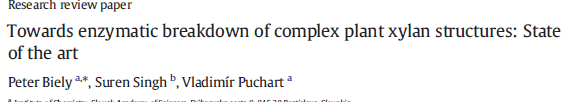 Research review paper
Towards enzymatic breakdown of complex plant xylan structures: State
of the art
Peter Biely a,*, Suren Singh b, Vladimír Puchart a